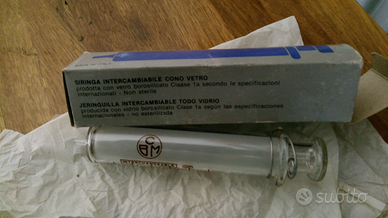 SIRINGA INTERCAMBIABILE CONO VETRO
prodotta con vetro borosilicato Classe 1a secondo le specificazioni
internazionali - Non sterile
JERINGUILLA INTERCAMBIABLE TODO VIDRIO
producida con vidrio borosilicato Clase 1a según las especificaciones
internacionales - no esterilizada
C
B M
subito